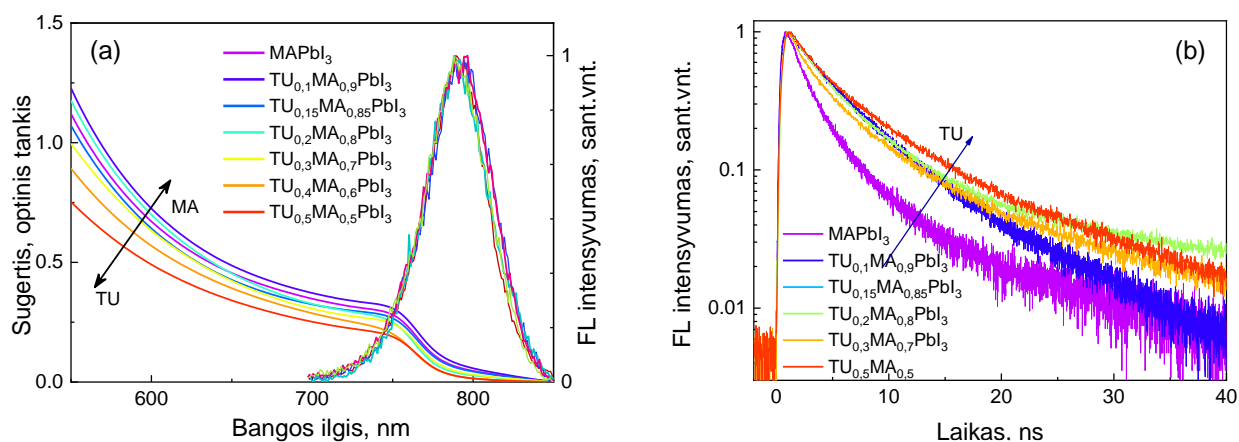 (a)
Sugertis, optinis tankis
1.5
1.0
0.5
0.0
MAPbI₃
TU₀,₁MA₀,₉PbI₃
TU₀,₁₅MA₀,₈₅PbI₃
TU₀,₂MA₀,₈PbI₃
TU₀,₃MA₀,₇PbI₃
TU₀,₄MA₀,₆PbI₃
TU₀,₅MA₀,₅PbI₃
MA
TU
1
0
FL intensyvumas, sant.vnt.
600 700 800
Bangos ilgis, nm
(b)
FL intensyvumas, sant.vnt.
1
0.1
0.01
TU
MAPbI₃
TU₀,₁MA₀,₉PbI₃
TU₀,₁₅MA₀,₈₅PbI₃
TU₀,₂MA₀,₈PbI₃
TU₀,₃MA₀,₇PbI₃
TU₀,₅MA₀,₅
0 10 20 30 40
Laikas, ns